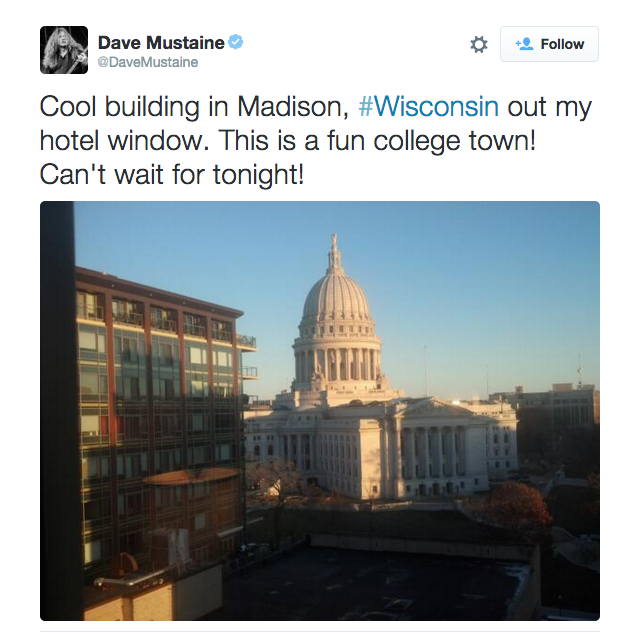 Dave Mustaine
@DaveMustaine
Follow
Cool building in Madison, #Wisconsin out my
hotel window. This is a fun college town!
Can't wait for tonight!